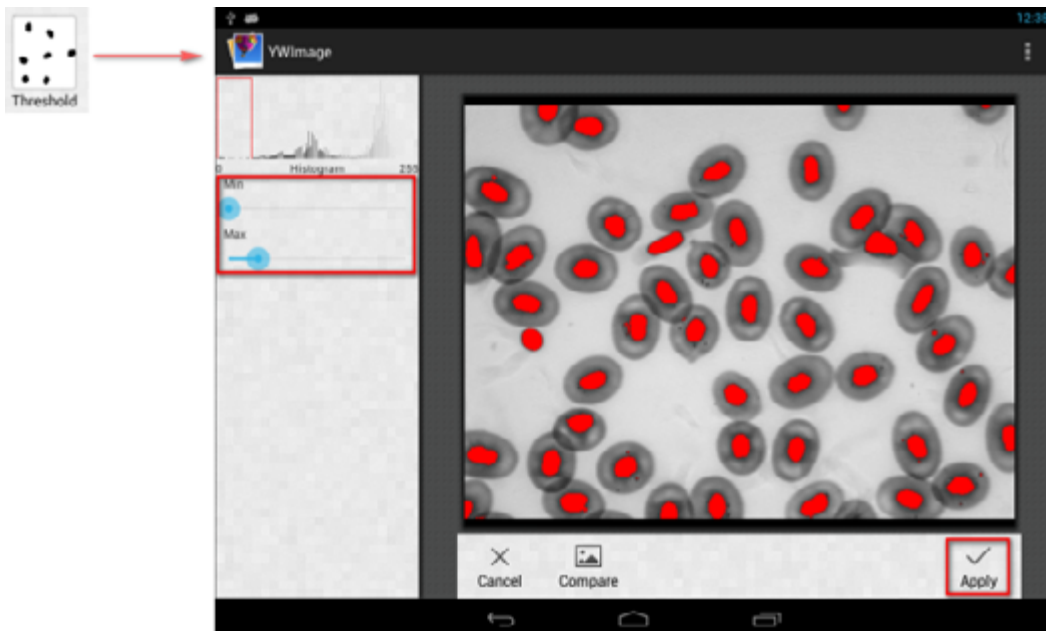 Threshold
12:36
YWImage
0 Histogram 255
Min
Max
Cancel Compare Apply